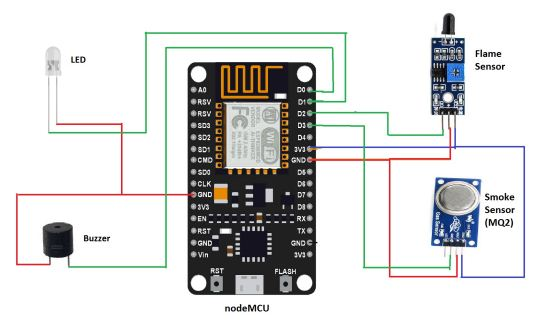 LED
Flame
Sensor
A0
RSV
RSV
SD3
SD2
SD1
CMD
SD0
CLK
GND
3V3
EN
RST
GND
Vin
D0
D1
D2
D3
D4
3V3
GND
D5
D6
D7
D8
RX
TX
GND
3V3
WiFi
Smoke
Sensor
(MQ2)
Buzzer
RST
FLASH
nodeMCU